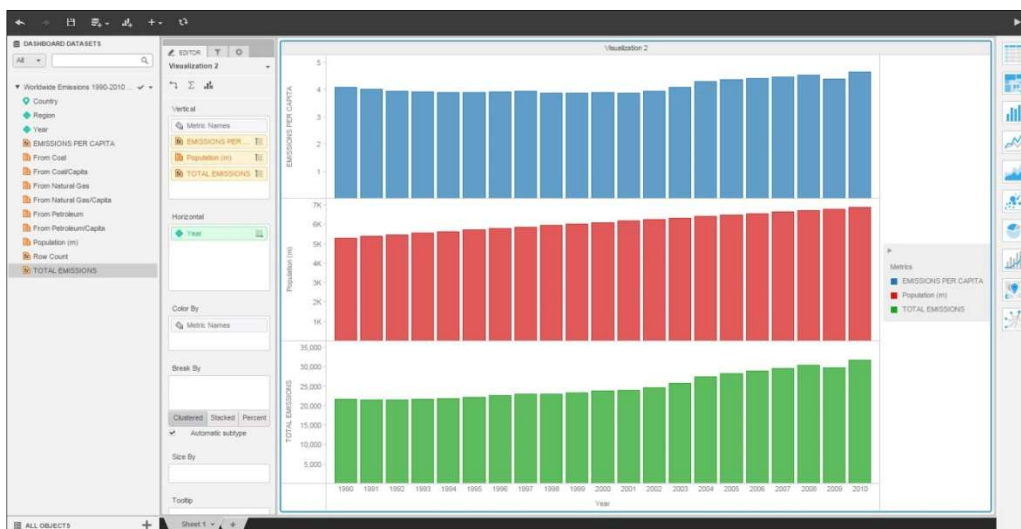 DASHBOARD DATASETS
All
Worldwide Emissions 1990-2010 ...
Country
Region
Year
EMISSIONS PER CAPITA
From Coal
From Coal/Capita
From Natural Gas
From Natural Gas/Capita
From Petroleum
From Petroleum/Capita
Population (m)
Row Count
TOTAL EMISSIONS
ALL OBJECTS
EDITOR
Visualization 2
Vertical
Metric Names
EMISSIONS PER ...
Population (m)
TOTAL EMISSIONS
Horizontal
Year
Color By
Metric Names
Break By
Clustered Stacked Percent
Automatic subtype
Size By
Tooltip
Visualization 2
EMISSIONS PER CAPITA
5
4
3
2
1
Population (m)
7K
6K
5K
4K
3K
2K
1K
TOTAL EMISSIONS
35,000
30,000
25,000
20,000
15,000
10,000
5,000
1990 1991 1992 1993 1994 1995 1996 1997 1998 1999 2000 2001 2002 2003 2004 2005 2006 2007 2008 2009 2010
Year
Metrics
EMISSIONS PER CAPITA
Population (m)
TOTAL EMISSIONS
Sheet 1